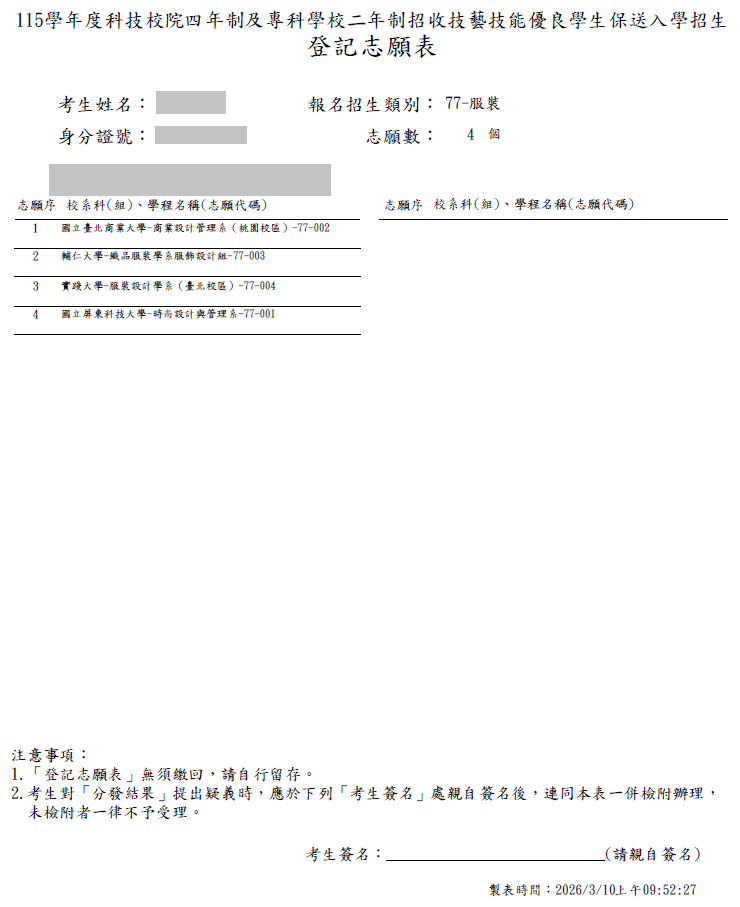 115學年度科技校院四年制及專科學校二年制招收技藝技能優良學生保送入學招生
登記志願表
考生姓名： 報名招生類別：77-服裝
身分證號： 志願數： 4 個
志願序 校系科(組)、學程名稱(志願代碼) 志願序 校系科(組)、學程名稱(志願代碼)
1 國立臺北商業大學-商業設計管理系（桃園校區）-77-002
2 輔仁大學-織品服裝學系服飾設計組-77-003
3 實踐大學-服裝設計學系（臺北校區）-77-004
4 國立屏東科技大學-時尚設計與管理系-77-001
注意事項：
1.「登記志願表」無須繳回，請自行留存。
2.考生對「分發結果」提出疑義時，應於下列「考生簽名」處親自簽名後，連同本表一併檢附辦理，
未檢附者一律不予受理。
考生簽名：(請親自簽名)
製表時間：2026/3/10上午09:52:27